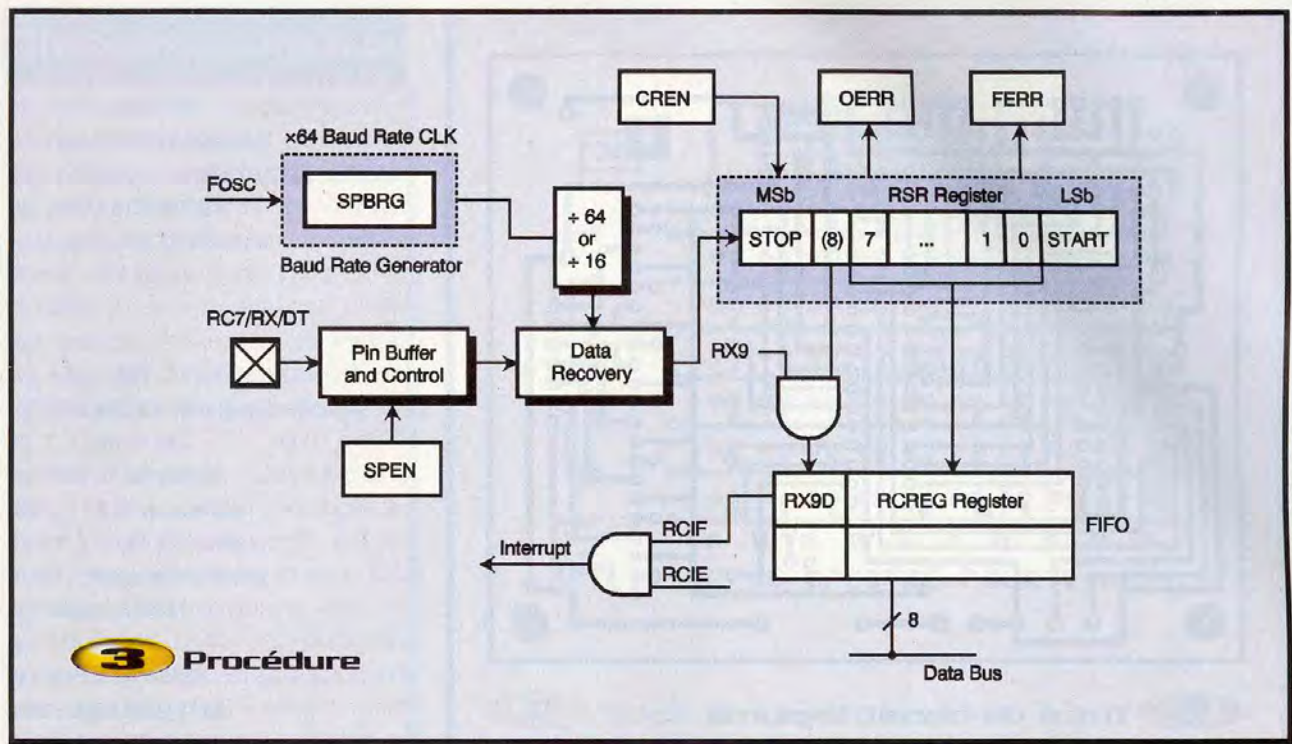 CREN
OERR
FERR
×64 Baud Rate CLK
Fosc
SPBRG
Baud Rate Generator
÷ 64
or
÷ 16
MSb
RSR Register
LSb
STOP
(8)
7
...
1
0
START
RC7/RX/DT
Pin Buffer
and Control
Data
Recovery
SPEN
RX9
RX9D
RCREG Register
FIFO
RCIF
Interrupt
RCIE
8
Data Bus
3 Procédure